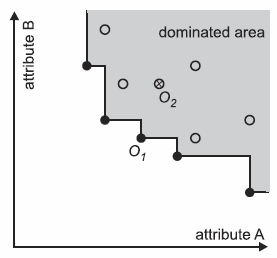 dominated area
attribute B
O2
O1
attribute A